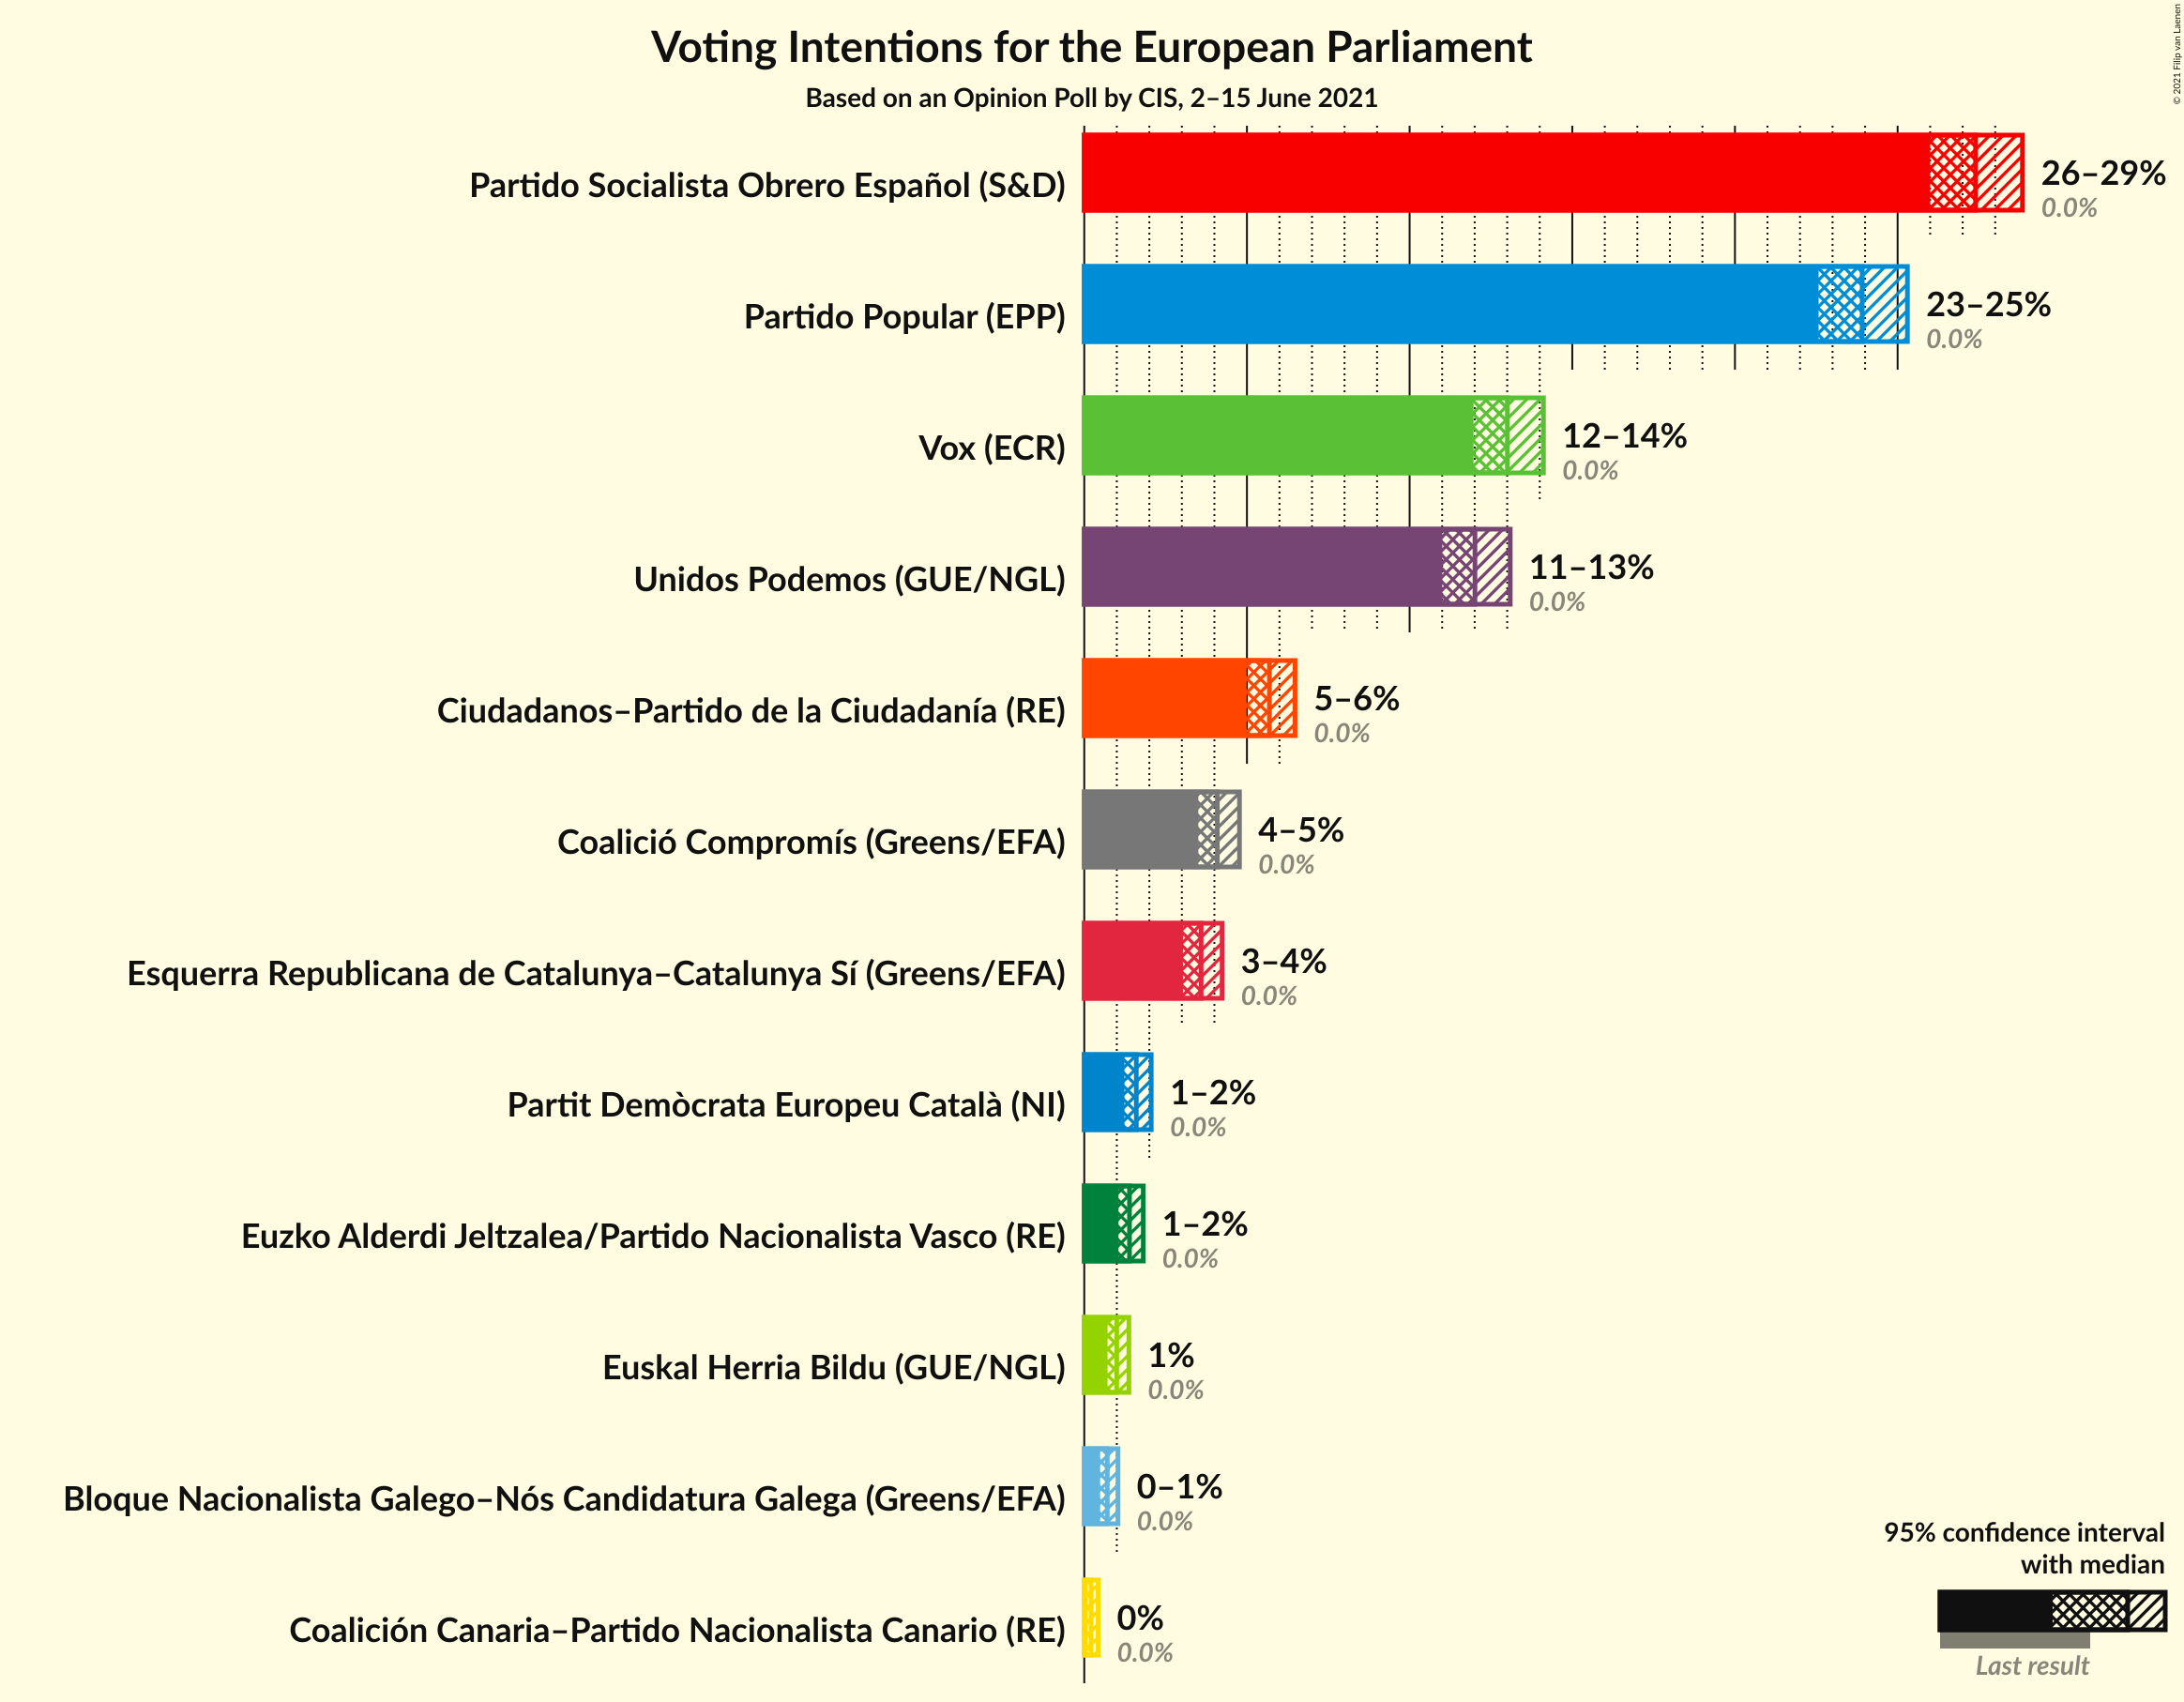 Voting Intentions for the European Parliament
Based on an Opinion Poll by CIS, 2–15 June 2021
© 2021 Filip van Laenen
Partido Socialista Obrero Español (S&D)
26–29%
0.0%
Partido Popular (EPP)
23–25%
0.0%
Vox (ECR)
12–14%
0.0%
Unidos Podemos (GUE/NGL)
11–13%
0.0%
Ciudadanos–Partido de la Ciudadanía (RE)
5–6%
0.0%
Coalició Compromís (Greens/EFA)
4–5%
0.0%
Esquerra Republicana de Catalunya–Catalunya Sí (Greens/EFA)
3–4%
0.0%
Partit Demòcrata Europeu Català (NI)
1–2%
0.0%
Euzko Alderdi Jeltzalea/Partido Nacionalista Vasco (RE)
1–2%
0.0%
Euskal Herria Bildu (GUE/NGL)
1%
0.0%
Bloque Nacionalista Galego–Nós Candidatura Galega (Greens/EFA)
0–1%
0.0%
Coalición Canaria–Partido Nacionalista Canario (RE)
0%
0.0%
95% confidence interval
with median
Last result